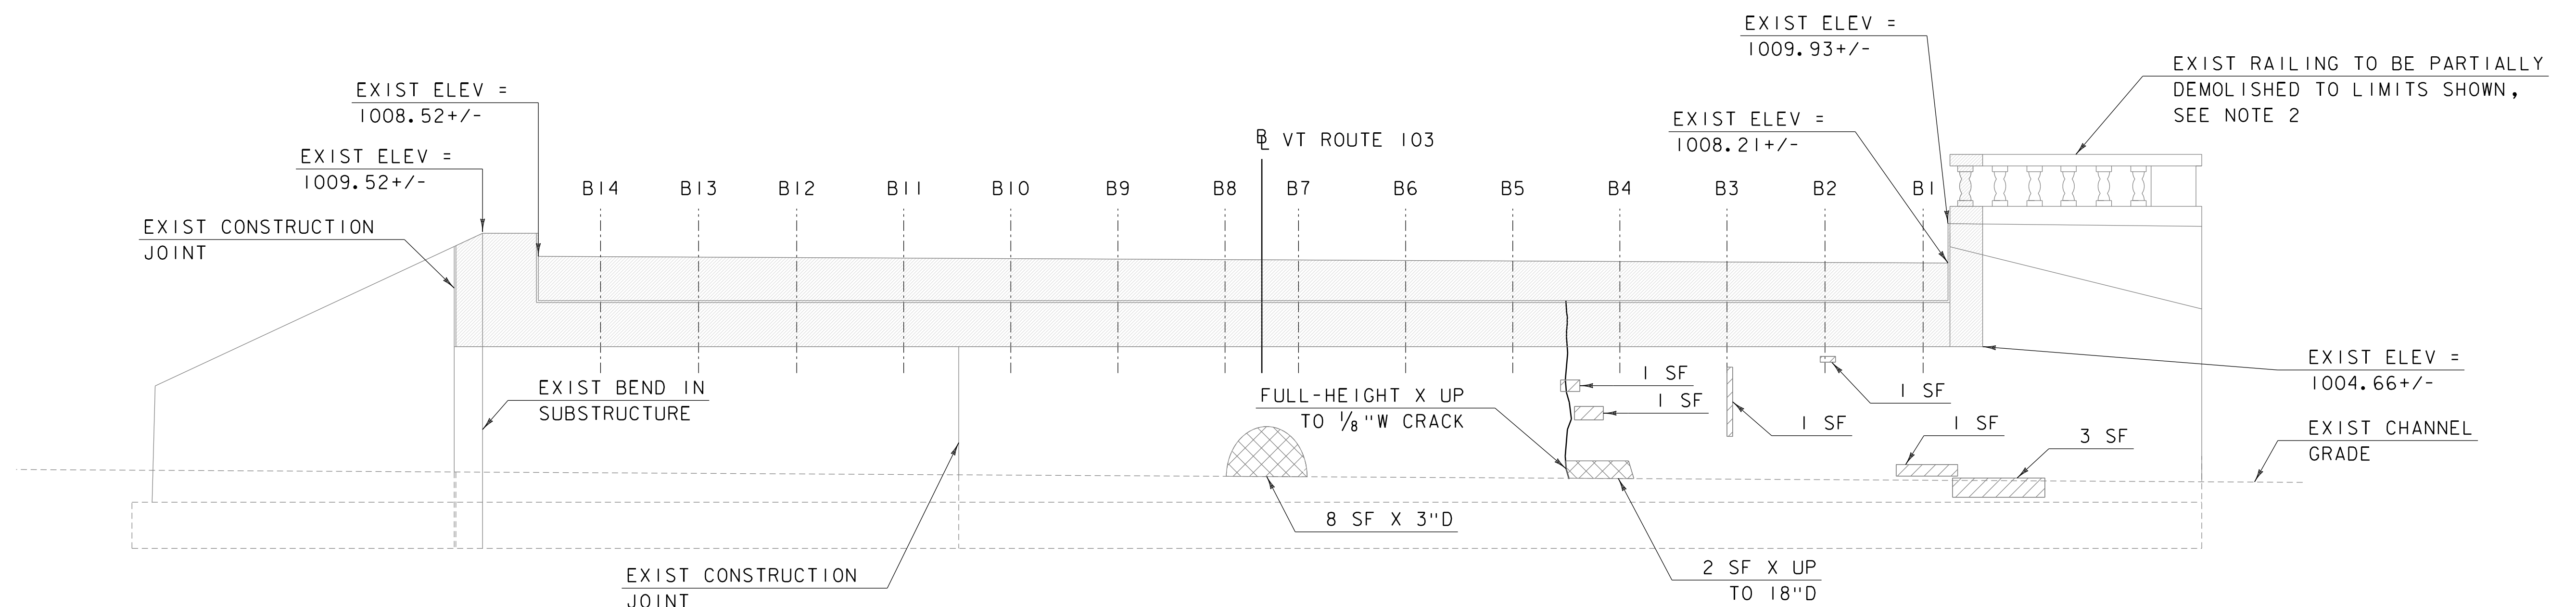 EXIST ELEV =
1009.93+/-
EXIST RAILING TO BE PARTIALLY
DEMOLISHED TO LIMITS SHOWN,
SEE NOTE 2
EXIST ELEV =
1008.52+/-
EXIST ELEV =
1008.21+/-
℄ VT ROUTE 103
EXIST ELEV =
1009.52+/-
B14 B13 B12 B11 B10 B9 B8 B7 B6 B5 B4 B3 B2 B1
EXIST CONSTRUCTION
JOINT
EXIST ELEV =
1004.66+/-
EXIST BEND IN
SUBSTRUCTURE
FULL-HEIGHT X UP
TO 1/8"W CRACK
1 SF
1 SF
1 SF
1 SF
1 SF
3 SF
EXIST CHANNEL
GRADE
8 SF X 3"D
2 SF X UP
TO 18"D
EXIST CONSTRUCTION
JOINT